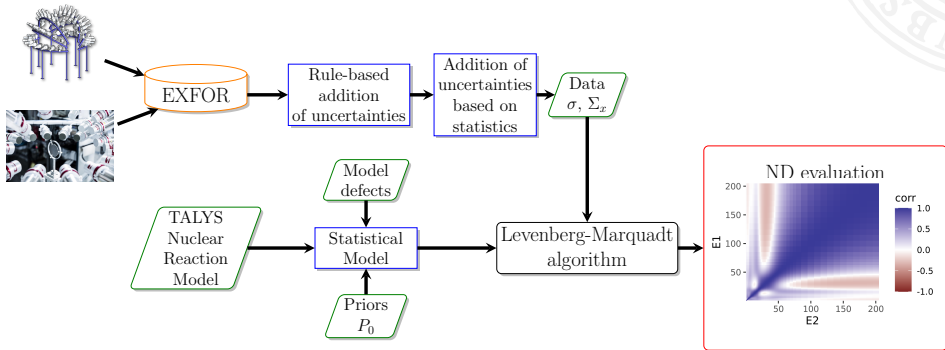 EXFOR
Rule-based
addition
of uncertainties
Addition of
uncertainties
based on
statistics
Data
σ, Σₓ
Model
defects
TALYS
Nuclear
Reaction
Model
Statistical
Model
Priors
P₀
Levenberg-Marquadt
algorithm
ND evaluation
200
150
100
50
E1
50
100
150
200
E2
corr
1.0
0.5
0.0
-0.5
-1.0